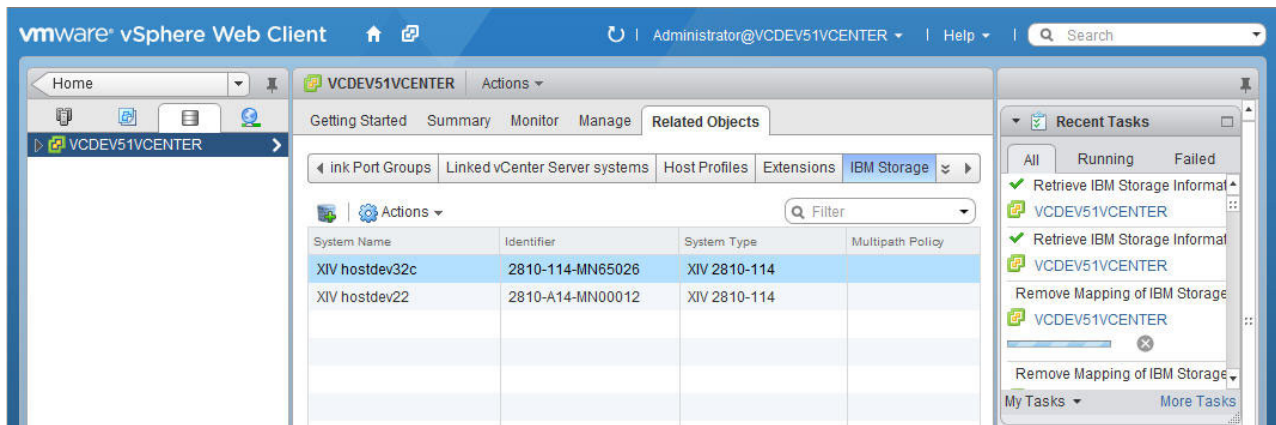 vmware® vSphere Web Client
Administrator@VCDEV51VCENTER
Help
Search
Home
VCDEV51VCENTER
VCDEV51VCENTER
Actions
Getting Started Summary Monitor Manage Related Objects
ink Port Groups Linked vCenter Server systems Host Profiles Extensions IBM Storage
Actions
Filter
System Name Identifier System Type Multipath Policy
XIV hostdev32c 2810-114-MN65026 XIV 2810-114
XIV hostdev22 2810-A14-MN00012 XIV 2810-114
Recent Tasks
All Running Failed
Retrieve IBM Storage Informat
VCDEV51VCENTER
Retrieve IBM Storage Informat
VCDEV51VCENTER
Remove Mapping of IBM Storage
VCDEV51VCENTER
Remove Mapping of IBM Storage
My Tasks More Tasks